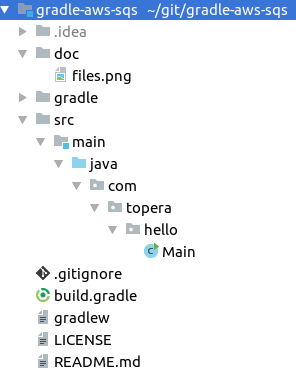 gradle-aws-sqs ~/git/gradle-aws-sqs
.idea
doc
files.png
gradle
src
main
java
com
topera
hello
Main
.gitignore
build.gradle
gradlew
LICENSE
README.md